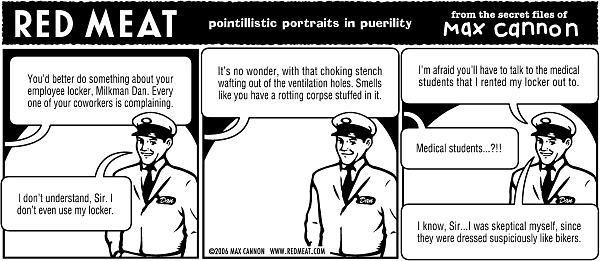 RED MEAT
pointillistic portraits in puerility
from the secret files of
Max cannon
You'd better do something about your
employee locker, Milkman Dan. Every
one of your coworkers is complaining.
I don't understand, Sir. I
don't even use my locker.
Dan
It's no wonder, with that choking stench
wafting out of the ventilation holes. Smells
like you have a rotting corpse stuffed in it.
Dan
©2006 MAX CANNON WWW.REDMEAT.COM
I'm afraid you'll have to talk to the medical
students that I rented my locker out to.
Medical students...?!!
Dan
I know, Sir...I was skeptical myself, since
they were dressed suspiciously like bikers.